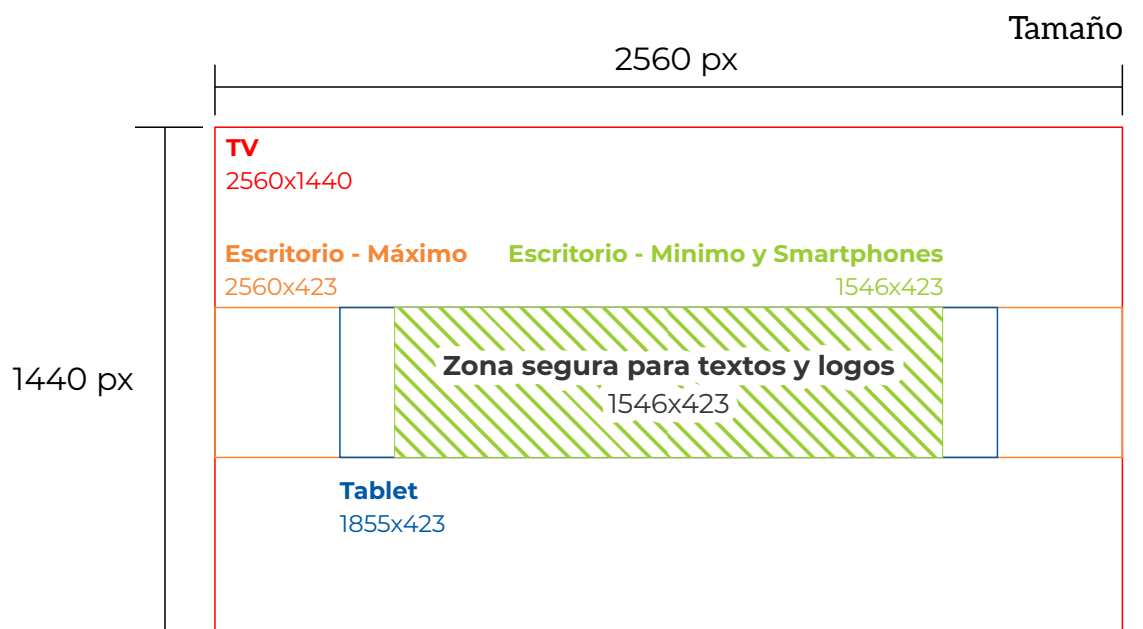 Tamaño
2560 px
TV
2560x1440
Escritorio - Máximo
2560x423
Escritorio - Minimo y Smartphones
1546x423
Zona segura para textos y logos
1546x423
1440 px
Tablet
1855x423